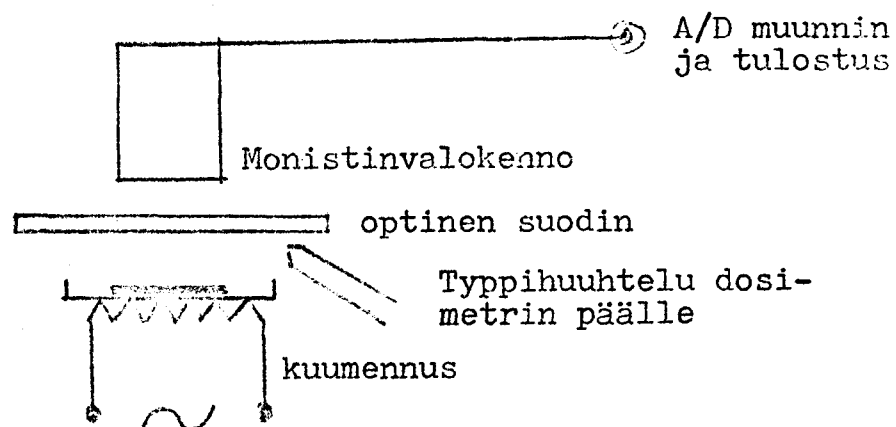 A/D muunnin
ja tulostus
Monistinvalokenno
optinen suodin
Typpihuuhtelu dosi-
metrin päälle
kuumennus